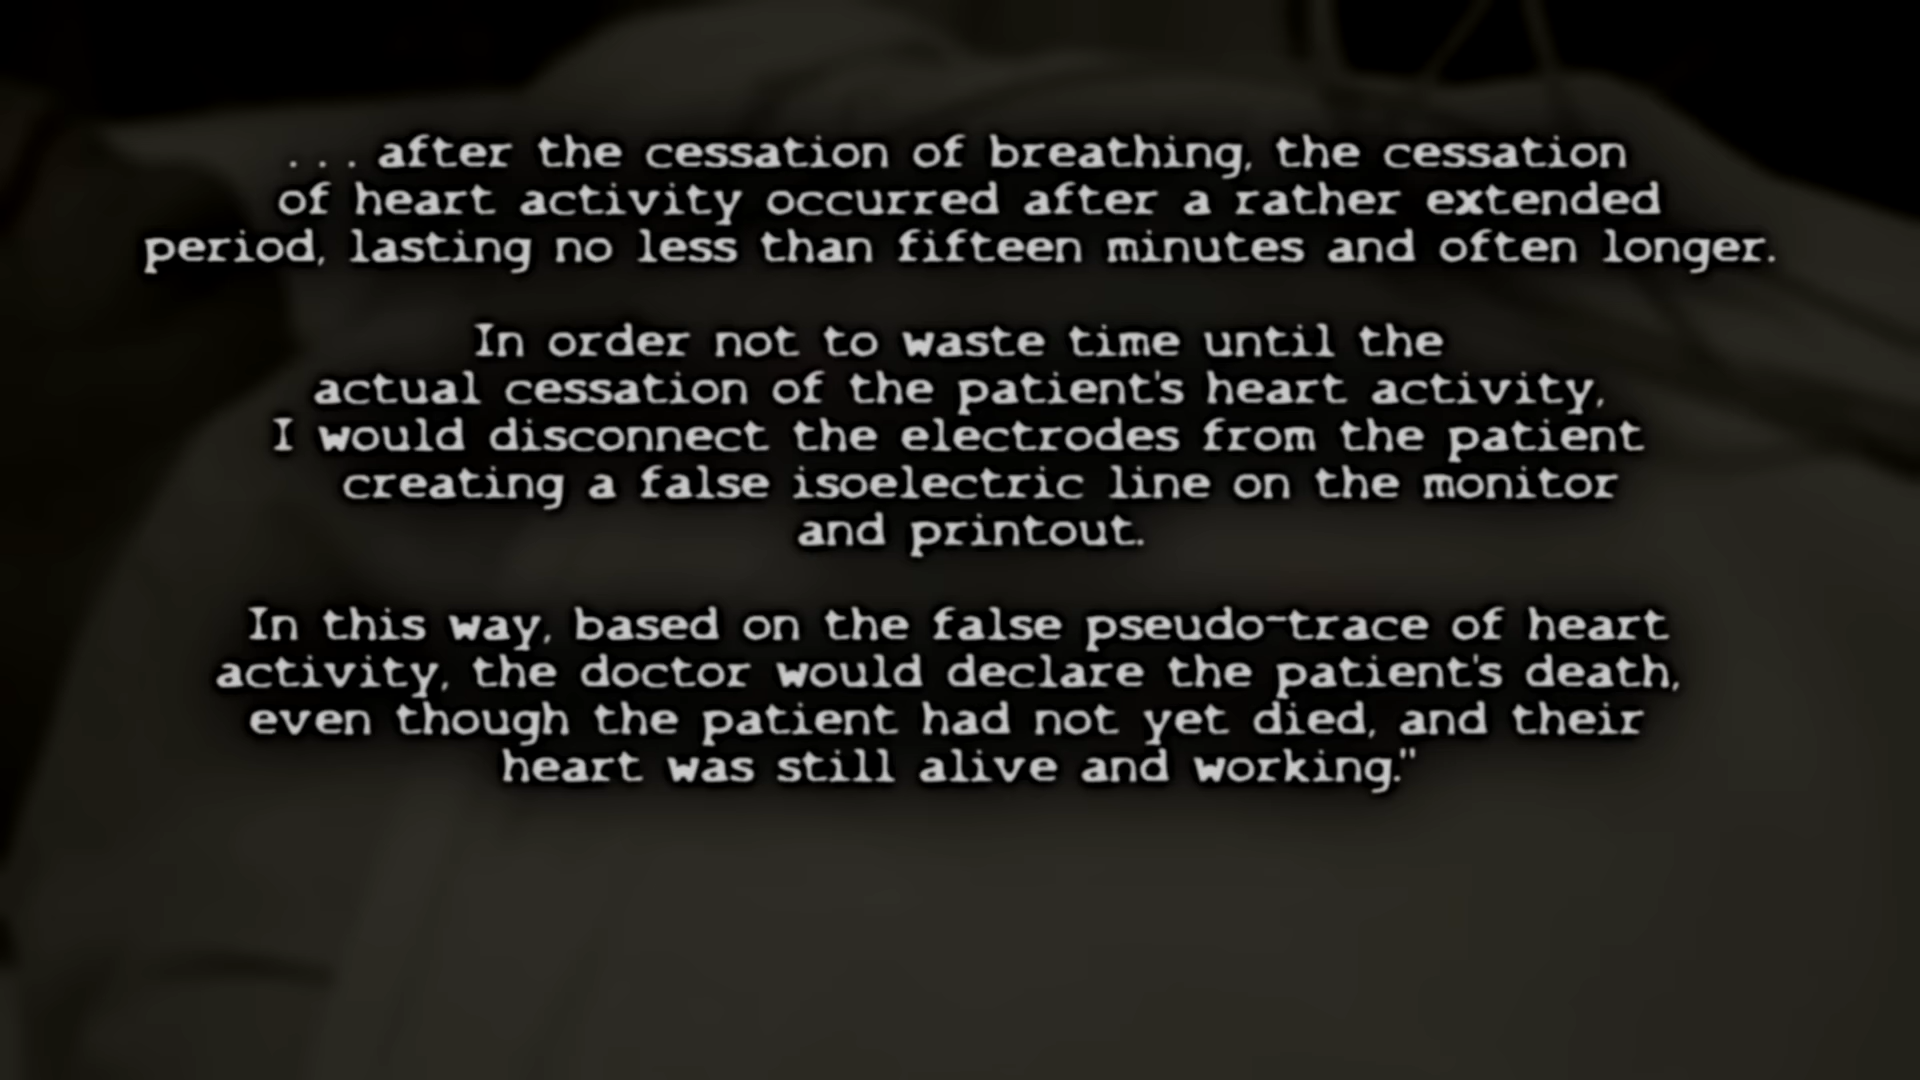 ... after the cessation of breathing, the cessation
of heart activity occurred after a rather extended
period, lasting no less than fifteen minutes and often longer.
In order not to waste time until the
actual cessation of the patient's heart activity,
I would disconnect the electrodes from the patient
creating a false isoelectric line on the monitor
and printout.
In this way, based on the false pseudo-trace of heart
activity, the doctor would declare the patient's death,
even though the patient had not yet died, and their
heart was still alive and working."